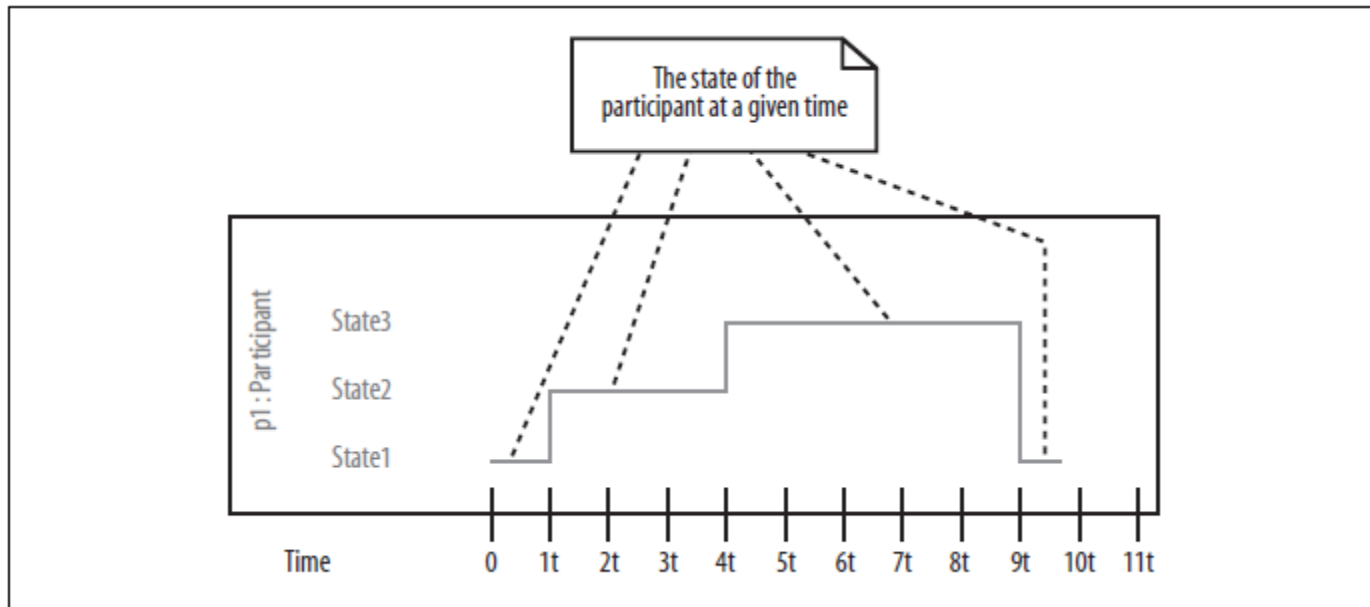 The state of the
participant at a given time
p1 : Participant
State3
State2
State1
Time 0 1t 2t 3t 4t 5t 6t 7t 8t 9t 10t 11t